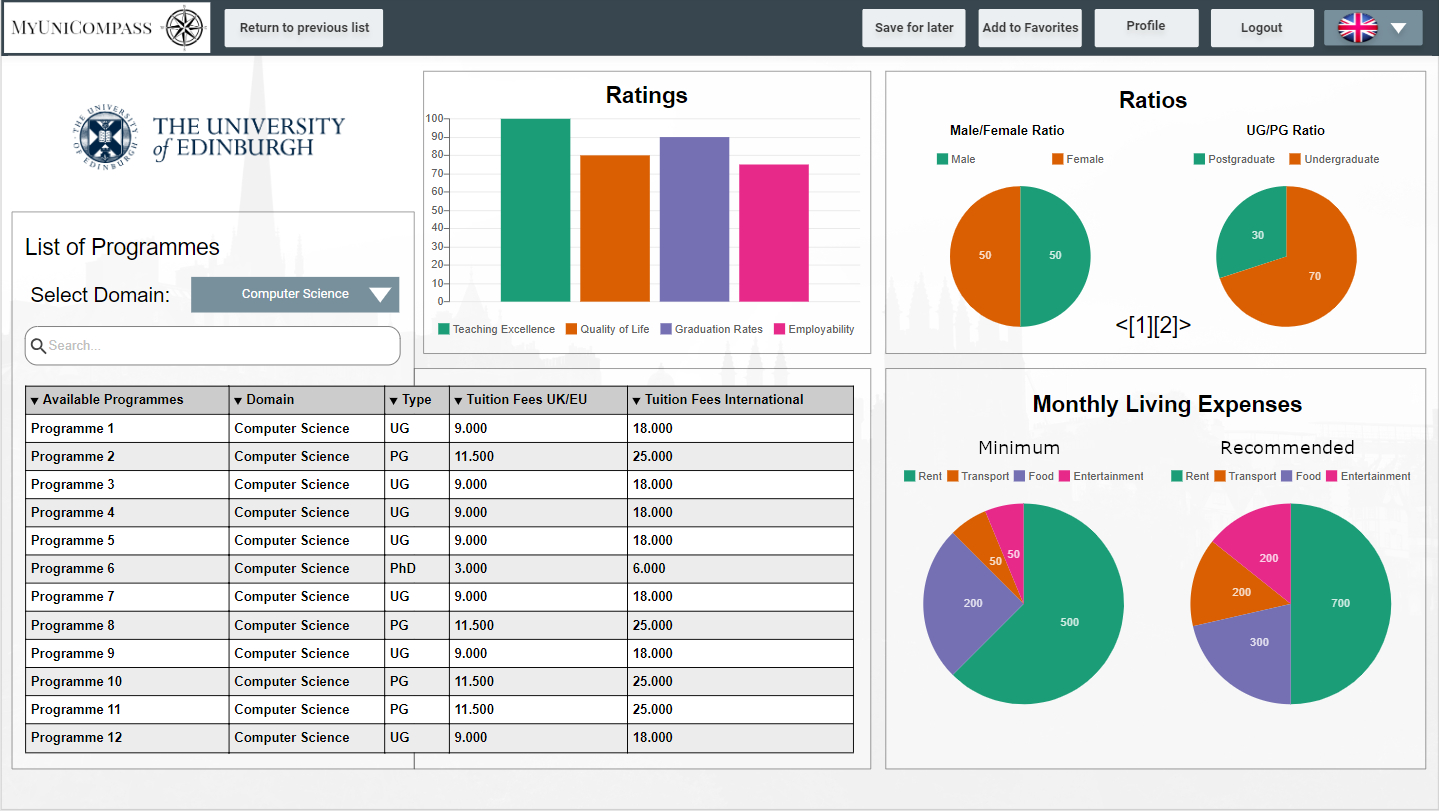 MYUNICOMPASS
Return to previous list
Save for later
Add to Favorites
Profile
Logout
THE UNIVERSITY OF EDINBURGH
THE UNIVERSITY
of EDINBURGH
List of Programmes
Select Domain:
Computer Science
Search...
Ratings
100
90
80
70
60
50
40
30
20
10
0
Teaching Excellence Quality of Life Graduation Rates Employability
Ratios
Male/Female Ratio
Male Female
50 50
UG/PG Ratio
Postgraduate Undergraduate
30
70
<[1][2]>
▼ Available Programmes ▼ Domain ▼ Type ▼ Tuition Fees UK/EU ▼ Tuition Fees International
Programme 1 Computer Science UG 9.000 18.000
Programme 2 Computer Science PG 11.500 25.000
Programme 3 Computer Science UG 9.000 18.000
Programme 4 Computer Science UG 9.000 18.000
Programme 5 Computer Science UG 9.000 18.000
Programme 6 Computer Science PhD 3.000 6.000
Programme 7 Computer Science UG 9.000 18.000
Programme 8 Computer Science PG 11.500 25.000
Programme 9 Computer Science UG 9.000 18.000
Programme 10 Computer Science PG 11.500 25.000
Programme 11 Computer Science PG 11.500 25.000
Programme 12 Computer Science UG 9.000 18.000
Monthly Living Expenses
Minimum
Rent Transport Food Entertainment
50
50
200
500
Recommended
Rent Transport Food Entertainment
200
200
700
300